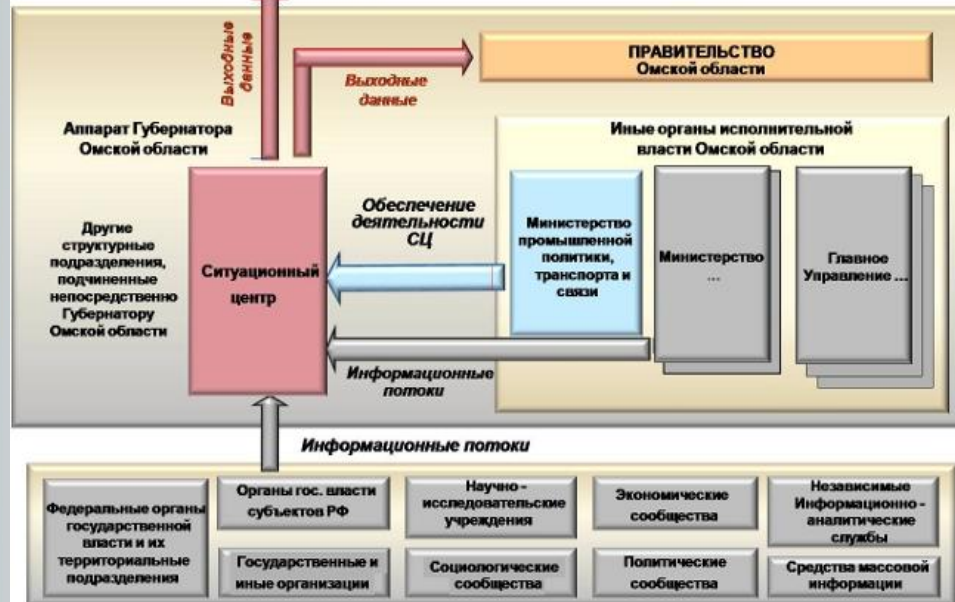 Выходные
данные
ПРАВИТЕЛЬСТВО
Омской области
Выходные
данные
Аппарат Губернатора
Омской области
Иные органы исполнительной
власти Омской области
Другие
структурные
подразделения,
подчиненные
непосредственно
Губернатору
Омской области
Ситуационный
центр
Обеспечение
деятельности
СЦ
Министерство
промышленной
политики,
транспорта и
связи
Министерство
...
Главное
Управление ...
Информационные
потоки
Информационные потоки
Федеральные органы
государственной
власти и их
территориальные
подразделения
Органы гос. власти
субъектов РФ
Научно -
исследовательские
учреждения
Экономические
сообщества
Независимые
Информационно -
аналитические
службы
Государственные и
иные организации
Социологические
сообщества
Политические
сообщества
Средства массовой
информации